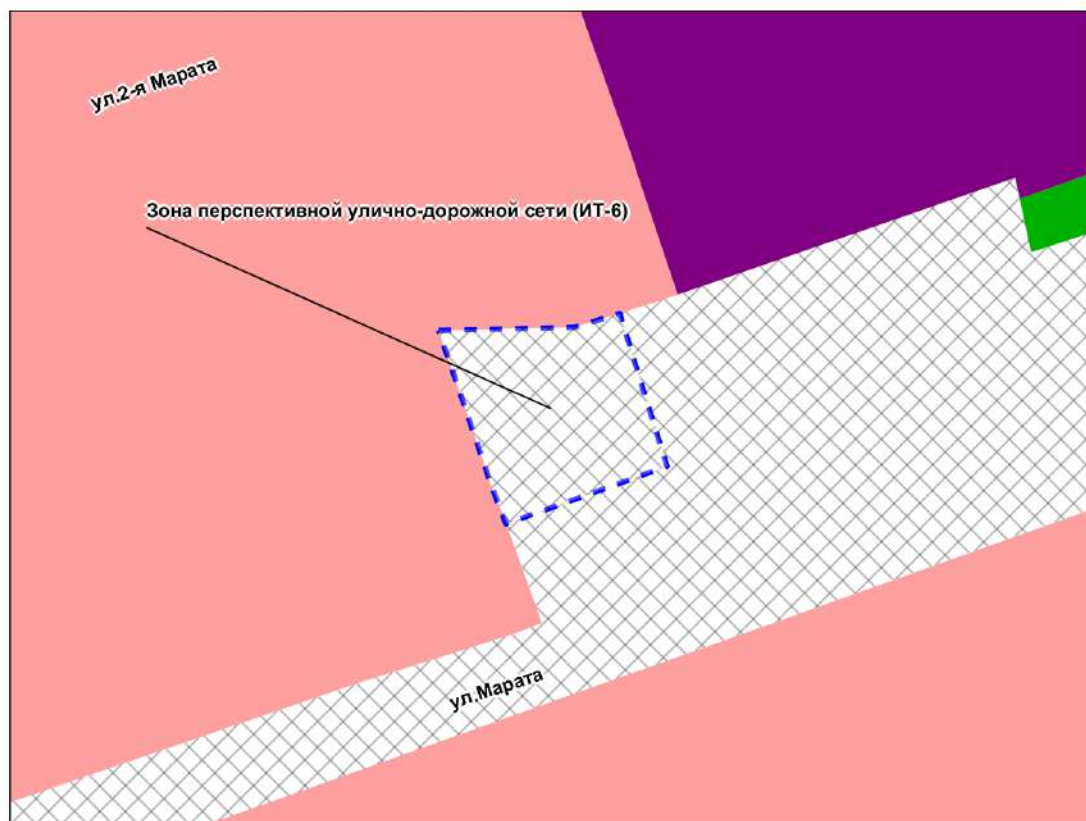 ул.2-я Марата
Зона перспективной улично-дорожной сети (ИТ-6)
ул.Марата